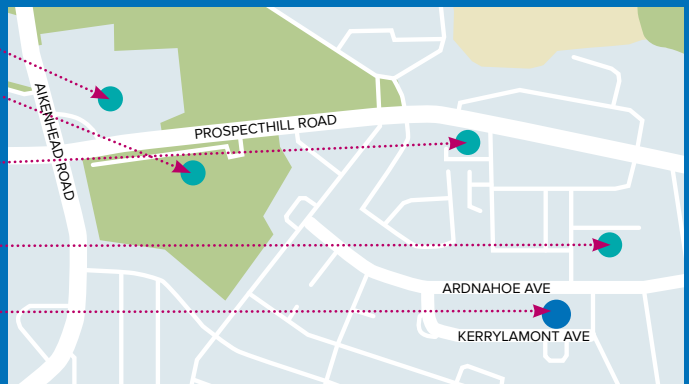 AIKENHEAD ROAD
PROSPECTHILL ROAD
ARDNAHOE AVE
KERRYLAMONT AVE